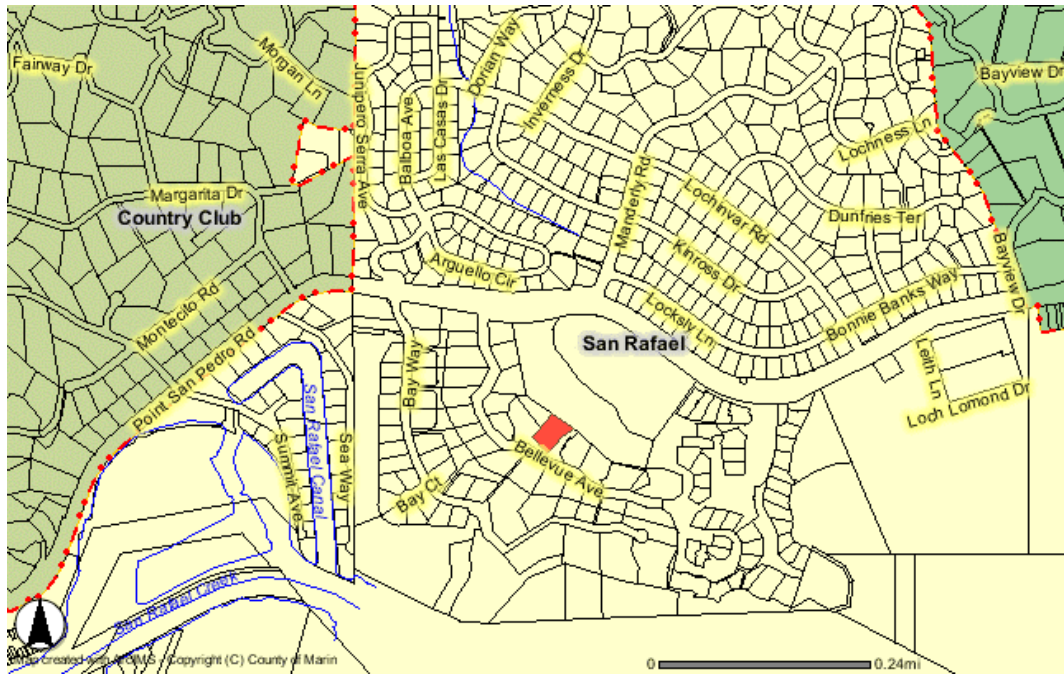 Fairway Dr
Morgan Ln
Junipero Serra Ave
Balboa Ave
Las Casas Dr
Dorian Way
Inverness Dr
Bayview Dr
Lochness Ln
Margarita Dr
Country Club
Manderly Rd
Lochinvar Rd
Dunfries Ter
Arguello Cir
Kinross Dr
Bayview Dr
Montecito Rd
Locksly Ln
Bonnie Banks Way
San Rafael
Point San Pedro Rd
Bay Way
Leith Ln
Loch Lomond Dr
San Rafael Canal
Summit Ave
Sea Way
Bellevue Ave
Bay Ct
San Rafael Creek
Map created with ArcIMS - Copyright (C) County of Marin
0 0.24mi